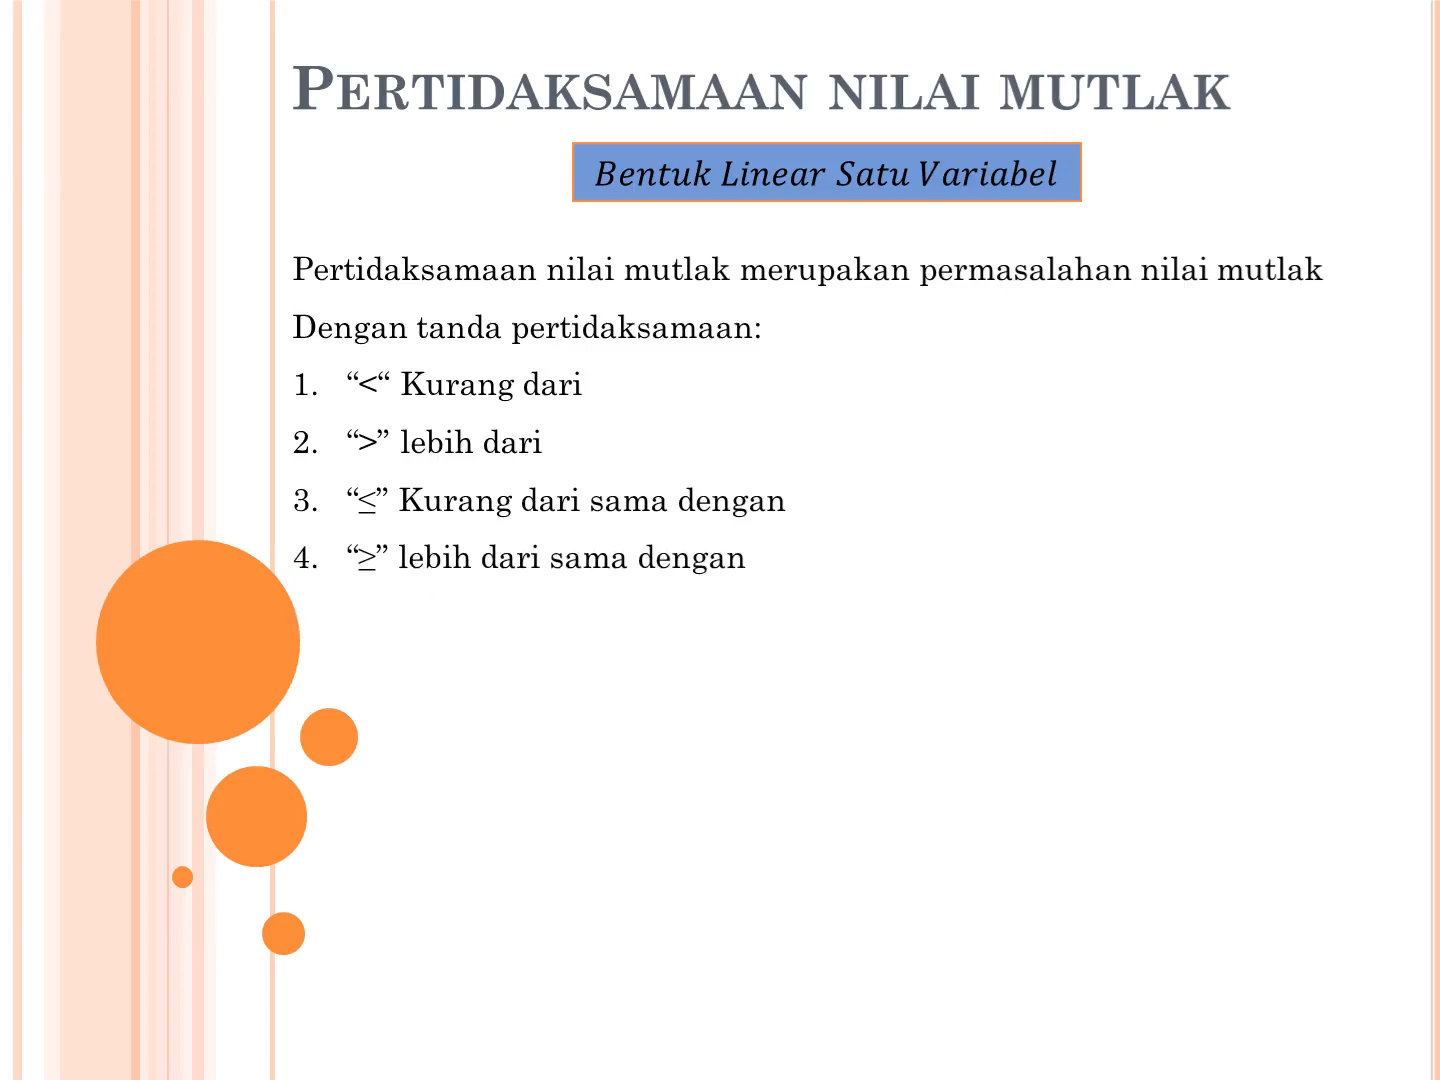 PERTIDAKSAMAAN NILAI MUTLAK
Bentuk Linear Satu Variabel
Pertidaksamaan nilai mutlak merupakan permasalahan nilai mutlak
Dengan tanda pertidaksamaan:
1. “<“ Kurang dari
2. “>” lebih dari
3. “≤” Kurang dari sama dengan
4. “≥” lebih dari sama dengan